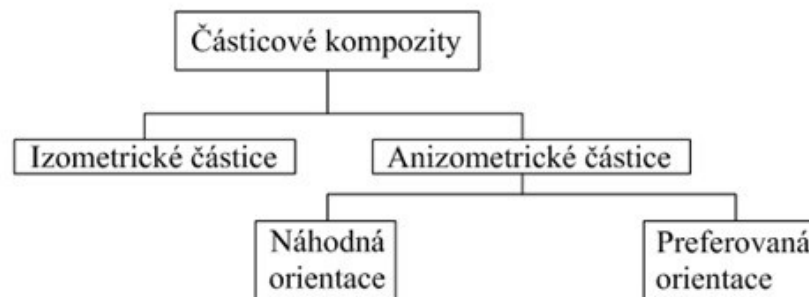 Částicové kompozity
Izometrické částice
Anizometrické částice
Náhodná
orientace
Preferovaná
orientace